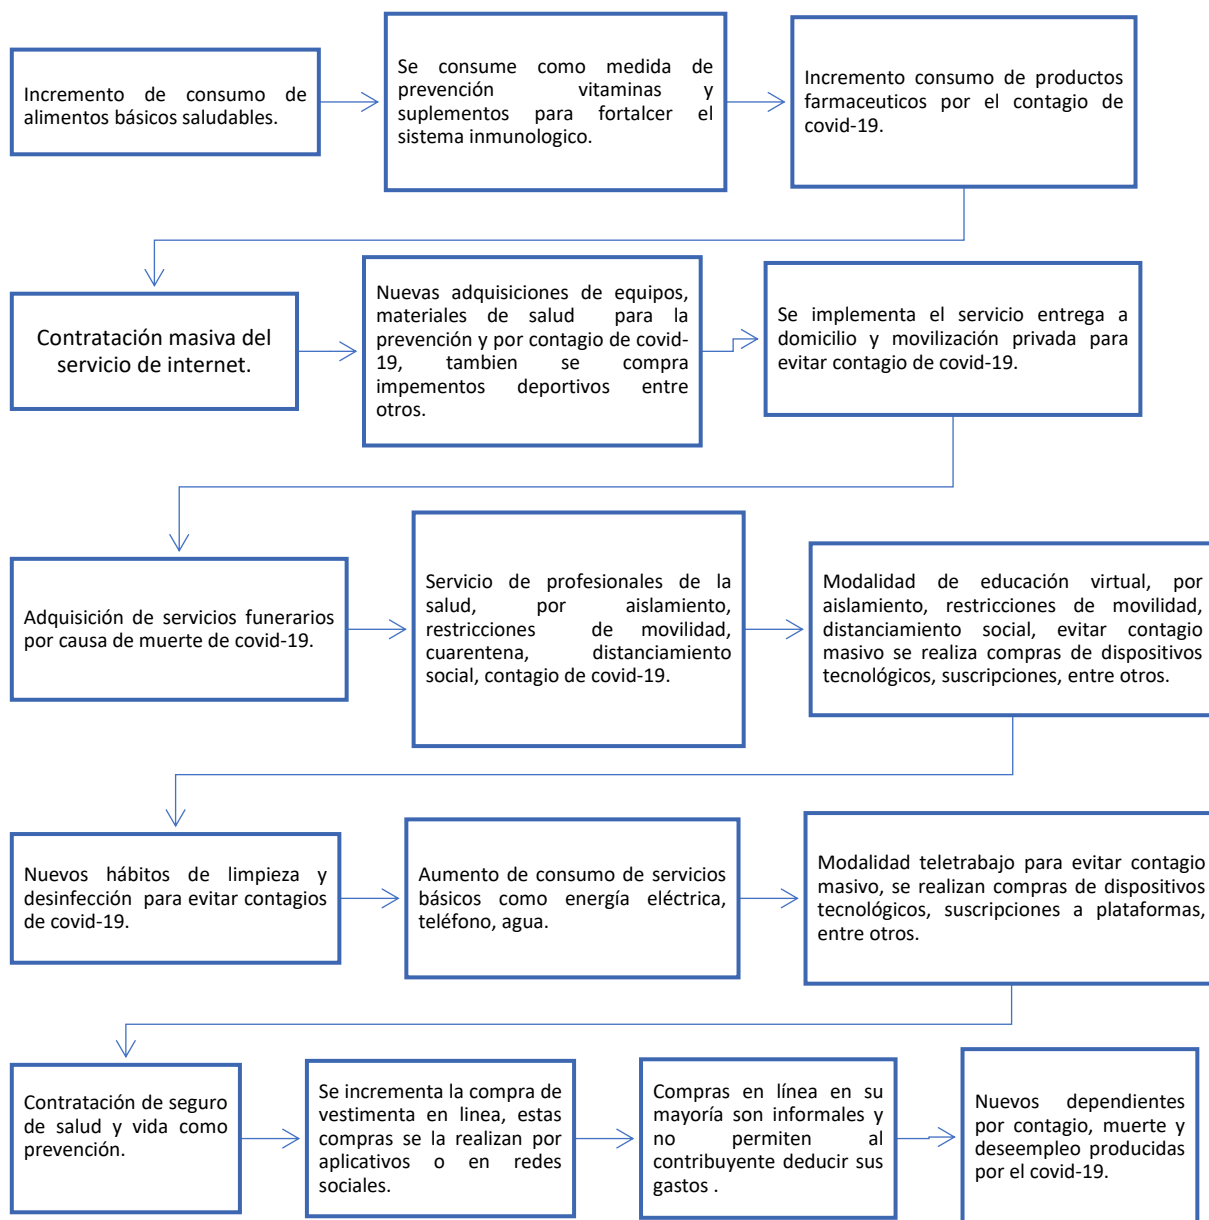 Incremento de consumo de
alimentos básicos saludables.
Se consume como medida de
prevención vitaminas y
suplementos para fortalcer el
sistema inmunologico.
Incremento consumo de productos
farmaceuticos por el contagio de
covid-19.
Contratación masiva del
servicio de internet.
Nuevas adquisiciones de equipos,
materiales de salud para la
prevención y por contagio de covid-
19, tambien se compra
impementos deportivos entre
otros.
Se implementa el servicio entrega a
domicilio y movilización privada para
evitar contagio de covid-19.
Adquisición de servicios funerarios
por causa de muerte de covid-19.
Servicio de profesionales de la
salud, por aislamiento,
restricciones de movilidad,
cuarentena, distanciamiento
social, contagio de covid-19.
Modalidad de educación virtual, por
aislamiento, restricciones de movilidad,
distanciamiento social, evitar contagio
masivo se realiza compras de dispositivos
tecnológicos, suscripciones, entre otros.
Nuevos hábitos de limpieza y
desinfección para evitar contagios
de covid-19.
Aumento de consumo de servicios
básicos como energía eléctrica,
teléfono, agua.
Modalidad teletrabajo para evitar contagio
masivo, se realizan compras de dispositivos
tecnológicos, suscripciones a plataformas,
entre otros.
Contratación de seguro
de salud y vida como
prevención.
Se incrementa la compra de
vestimenta en linea, estas
compras se la realizan por
aplicativos o en redes
sociales.
Compras en línea en su
mayoría son informales y
no permiten al
contribuyente deducir sus
gastos .
Nuevos dependientes
por contagio, muerte y
deseempleo producidas
por el covid-19.